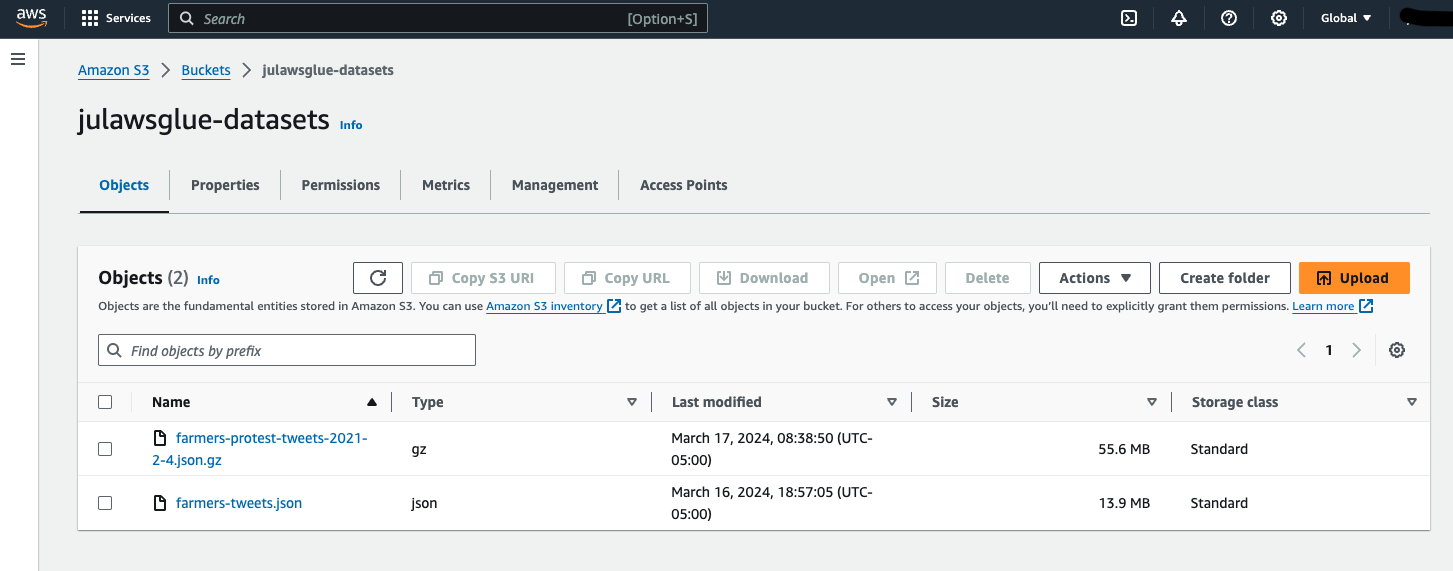 aws Services Search [Option+S] Global
Amazon S3 Buckets julawsglue-datasets
julawsglue-datasets Info
Objects Properties Permissions Metrics Management Access Points
Objects (2) Info Copy S3 URI Copy URL Download Open Delete Actions Create folder Upload
Objects are the fundamental entities stored in Amazon S3. You can use Amazon S3 inventory to get a list of all objects in your bucket. For others to access your objects, you'll need to explicitly grant them permissions. Learn more
Find objects by prefix 1
Name Type Last modified Size Storage class
farmers-protest-tweets-2021-
2-4.json.gz
gz
March 17, 2024, 08:38:50 (UTC-
05:00)
55.6 MB
Standard
farmers-tweets.json
json
March 16, 2024, 18:57:05 (UTC-
05:00)
13.9 MB
Standard